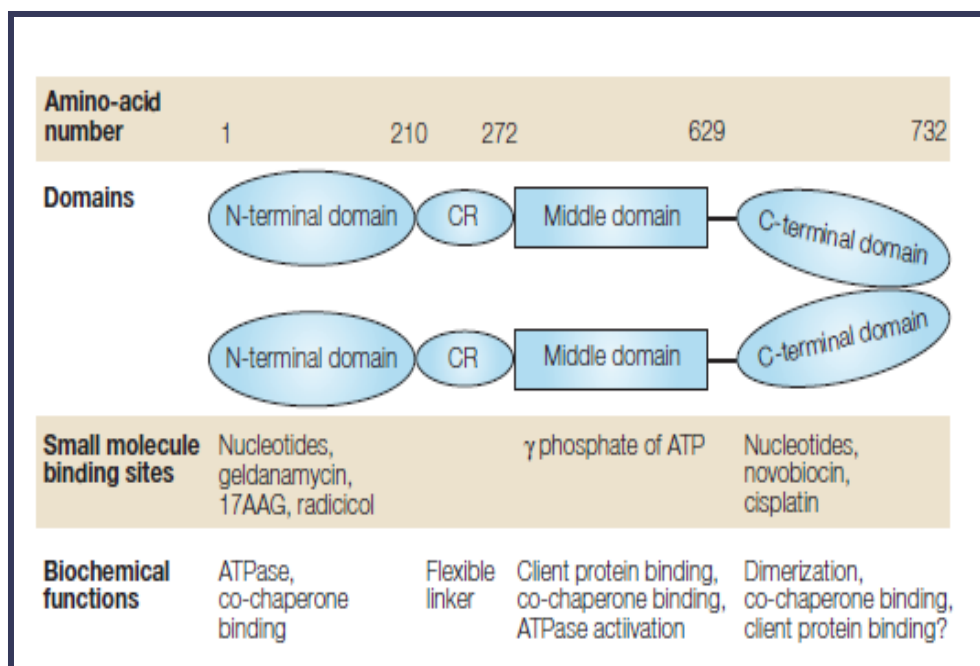 Amino-acid
number 1 210 272 629 732
Domains
N-terminal domain CR Middle domain C-terminal domain
N-terminal domain CR Middle domain C-terminal domain
Small molecule Nucleotides, γ phosphate of ATP Nucleotides,
binding sites geldanamycin, novobiocin,
17AAG, radicicol cisplatin
Biochemical ATPase, Flexible Client protein binding, Dimerization,
functions co-chaperone linker co-chaperone binding, co-chaperone binding,
binding ATPase actiivation client protein binding?